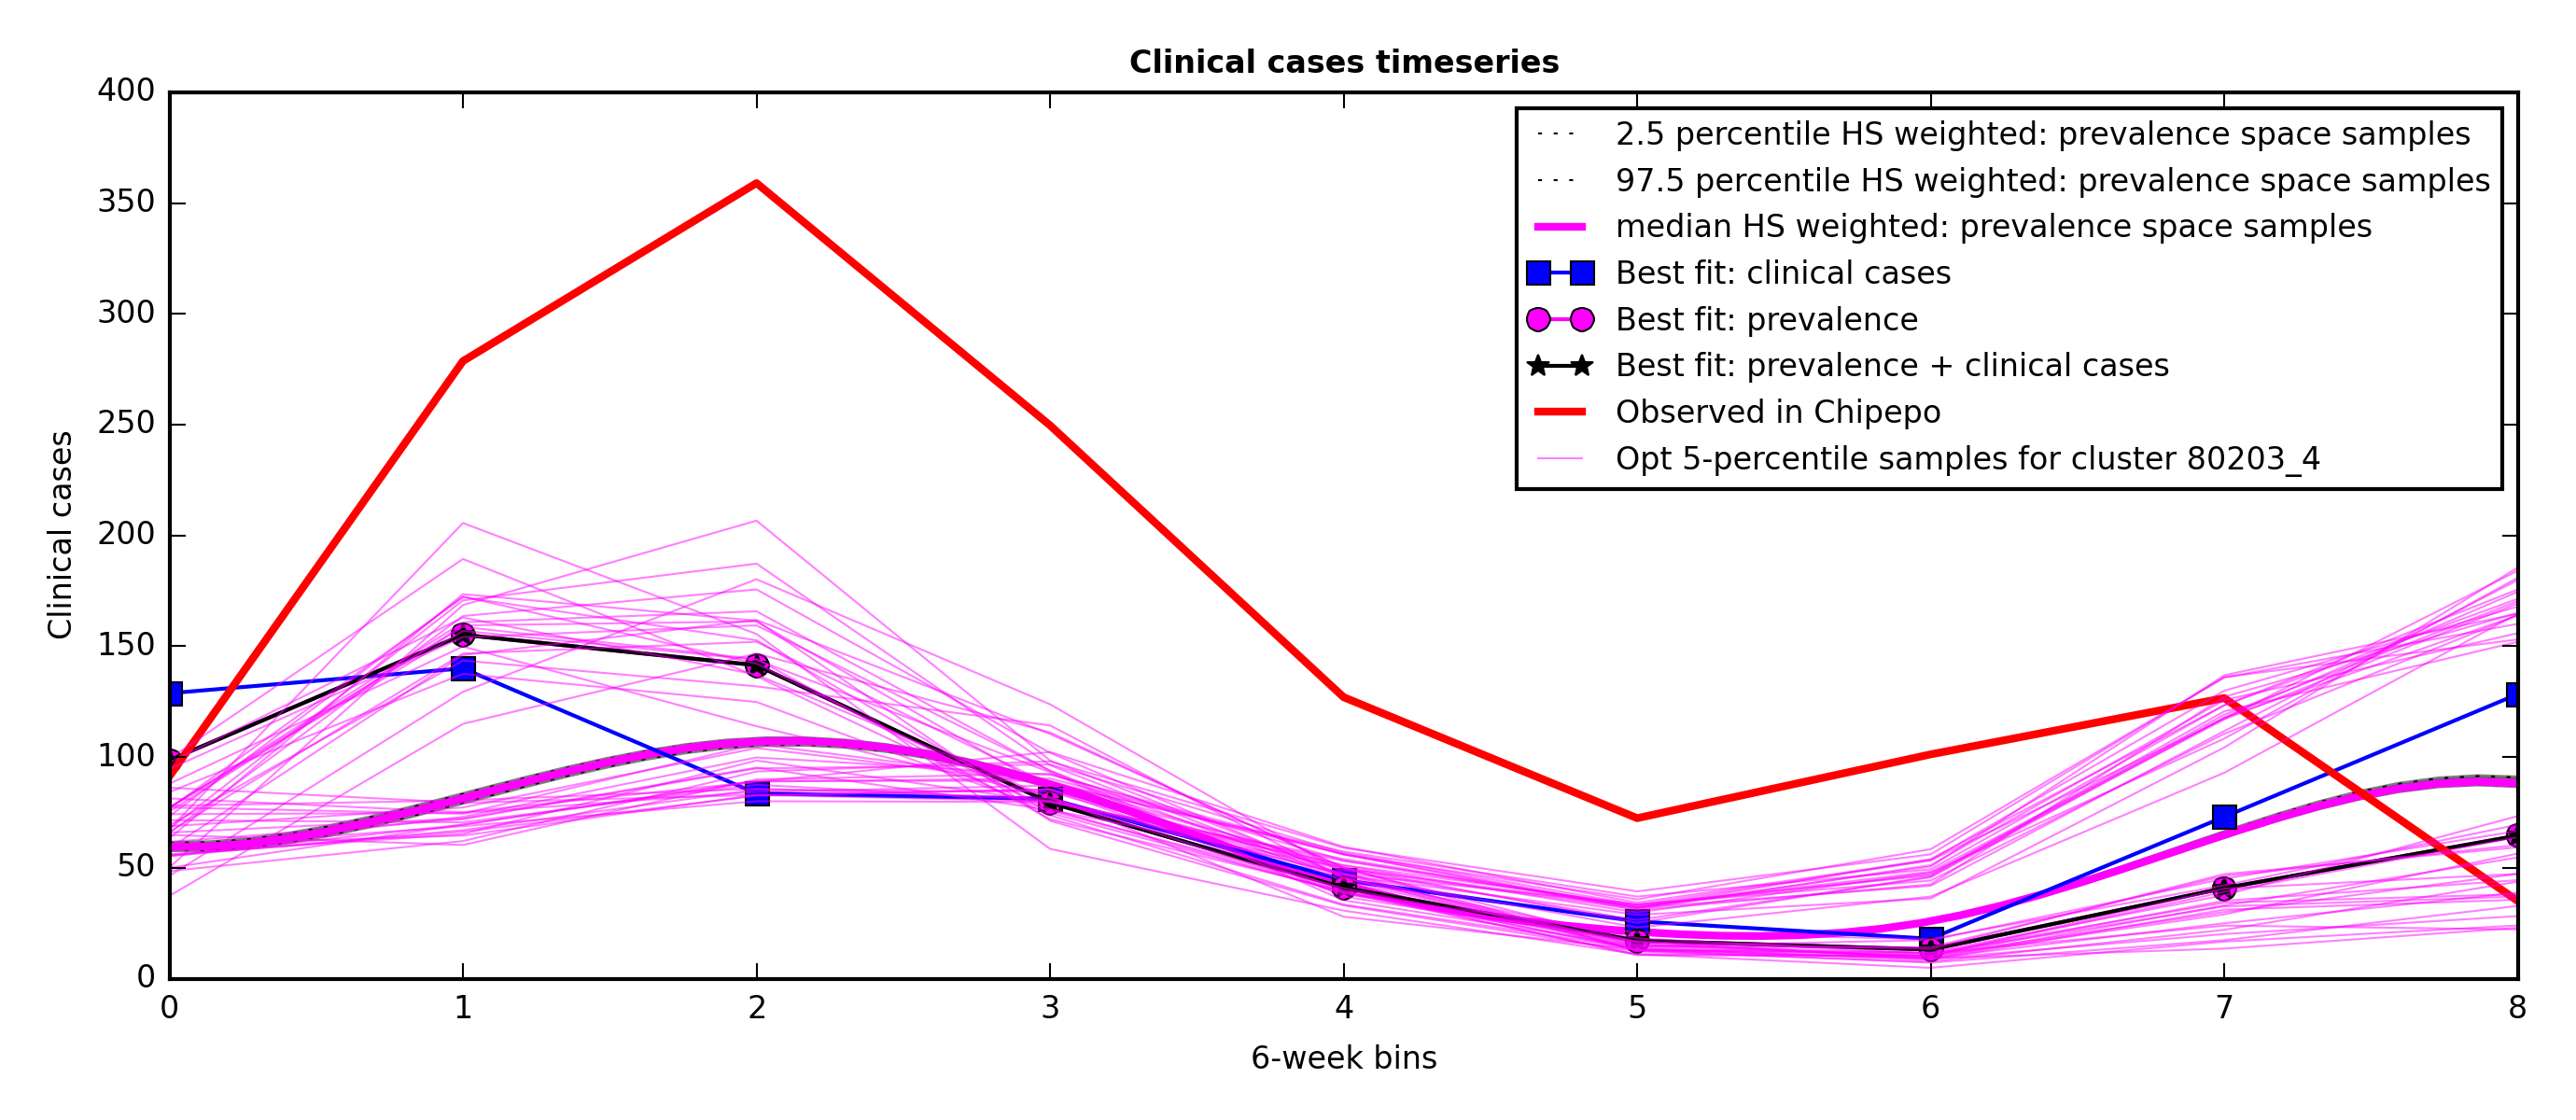 Clinical cases timeseries
400
350
300
250
200
150
100
50
0
Clinical cases
2.5 percentile HS weighted: prevalence space samples
97.5 percentile HS weighted: prevalence space samples
median HS weighted: prevalence space samples
Best fit: clinical cases
Best fit: prevalence
Best fit: prevalence + clinical cases
Observed in Chipepo
Opt 5-percentile samples for cluster 80203_4
0 1 2 3 4 5 6 7 8
6-week bins